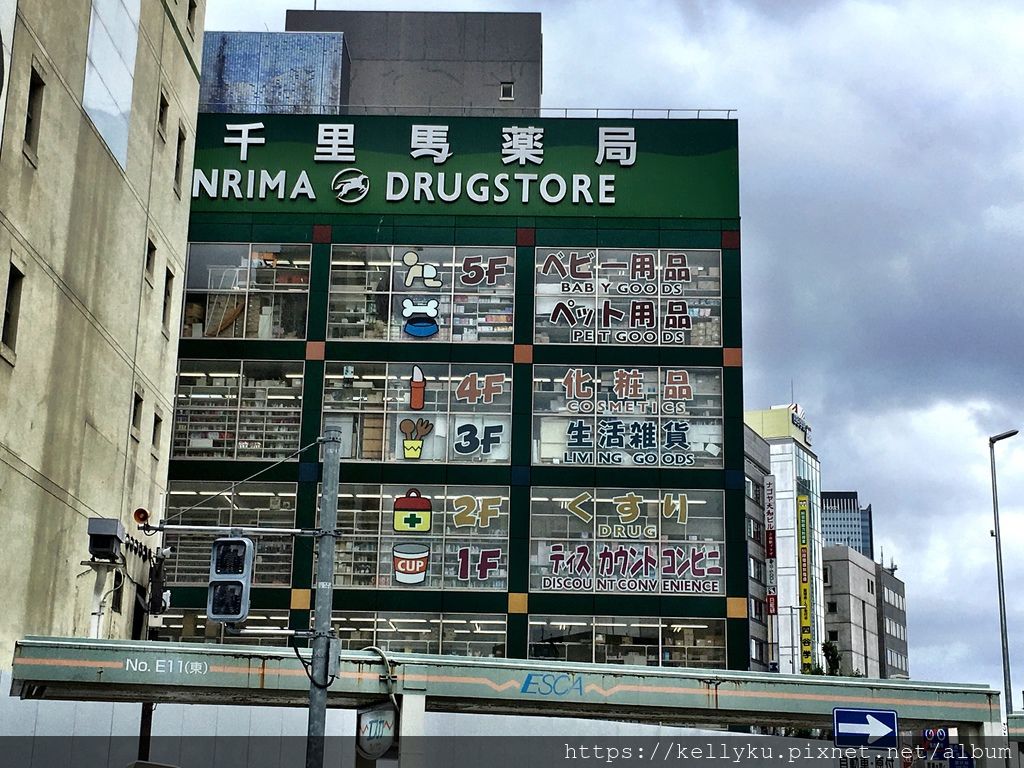 千里馬薬局
NRIMA DRUGSTORE
5F ベビー用品
BABY GOODS
ペット用品
PET GOODS
4F 化粧品
COSMETICS
3F 生活雑貨
LIVING GOODS
2F くすり
DRUG
CUP 1F ディスカウントコンビニ
DISCOUNT CONVENIENCE
No. E11(東)
ESCA
https://kellyku.pixnet.net/album